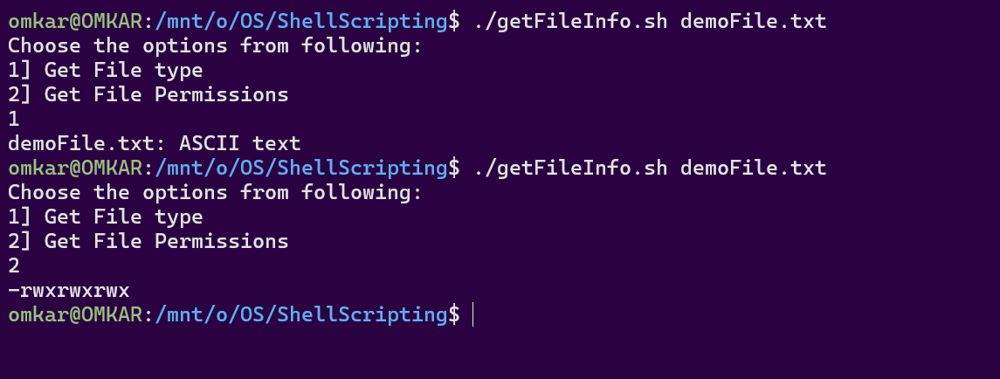 omkar@OMKAR:/mnt/o/OS/ShellScripting$ ./getFileInfo.sh demoFile.txt
Choose the options from following:
1] Get File type
2] Get File Permissions
1
demoFile.txt: ASCII text
omkar@OMKAR:/mnt/o/OS/ShellScripting$ ./getFileInfo.sh demoFile.txt
Choose the options from following:
1] Get File type
2] Get File Permissions
2
-rwxrwxrwx
omkar@OMKAR:/mnt/o/OS/ShellScripting$